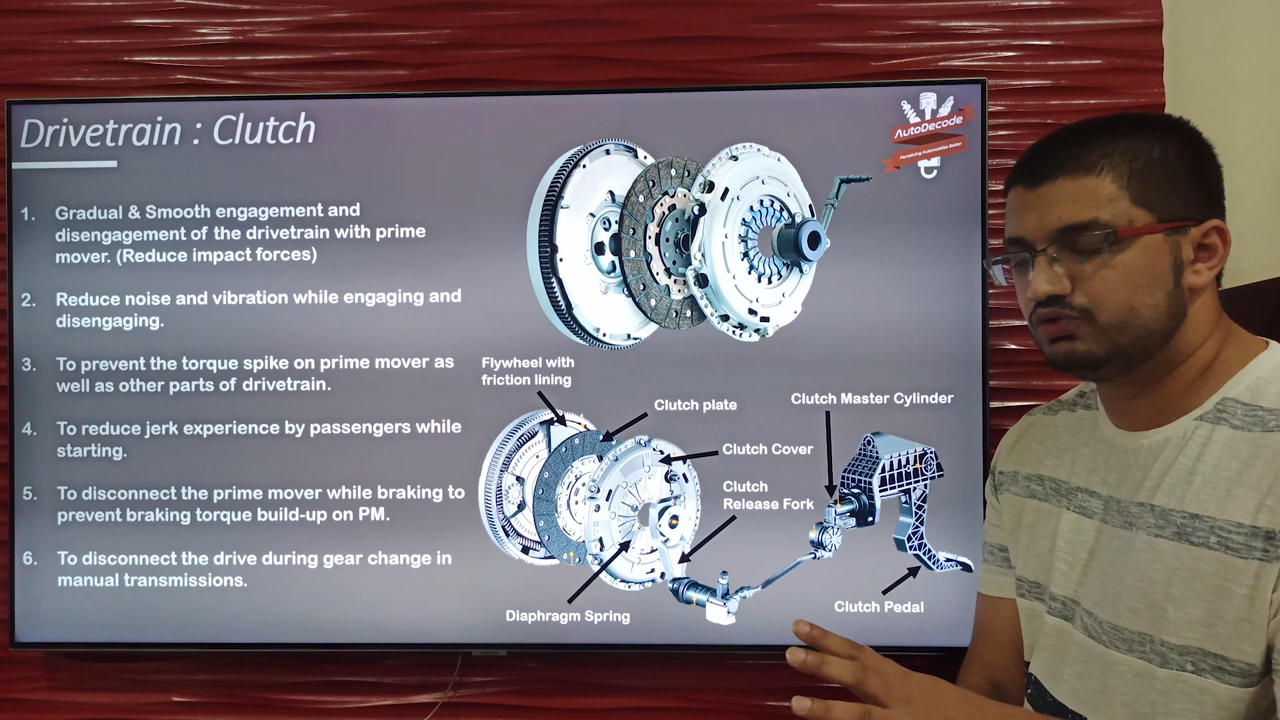 Drivetrain : Clutch
AutoDecode
Perceiving Automobiles Better
1. Gradual & Smooth engagement and
disengagement of the drivetrain with prime
mover. (Reduce impact forces)
2. Reduce noise and vibration while engaging and
disengaging.
3. To prevent the torque spike on prime mover as
well as other parts of drivetrain.
4. To reduce jerk experience by passengers while
starting.
5. To disconnect the prime mover while braking to
prevent braking torque build-up on PM.
6. To disconnect the drive during gear change in
manual transmissions.
Flywheel with
friction lining
Clutch plate
Clutch Master Cylinder
Clutch Cover
Clutch
Release Fork
Diaphragm Spring
Clutch Pedal